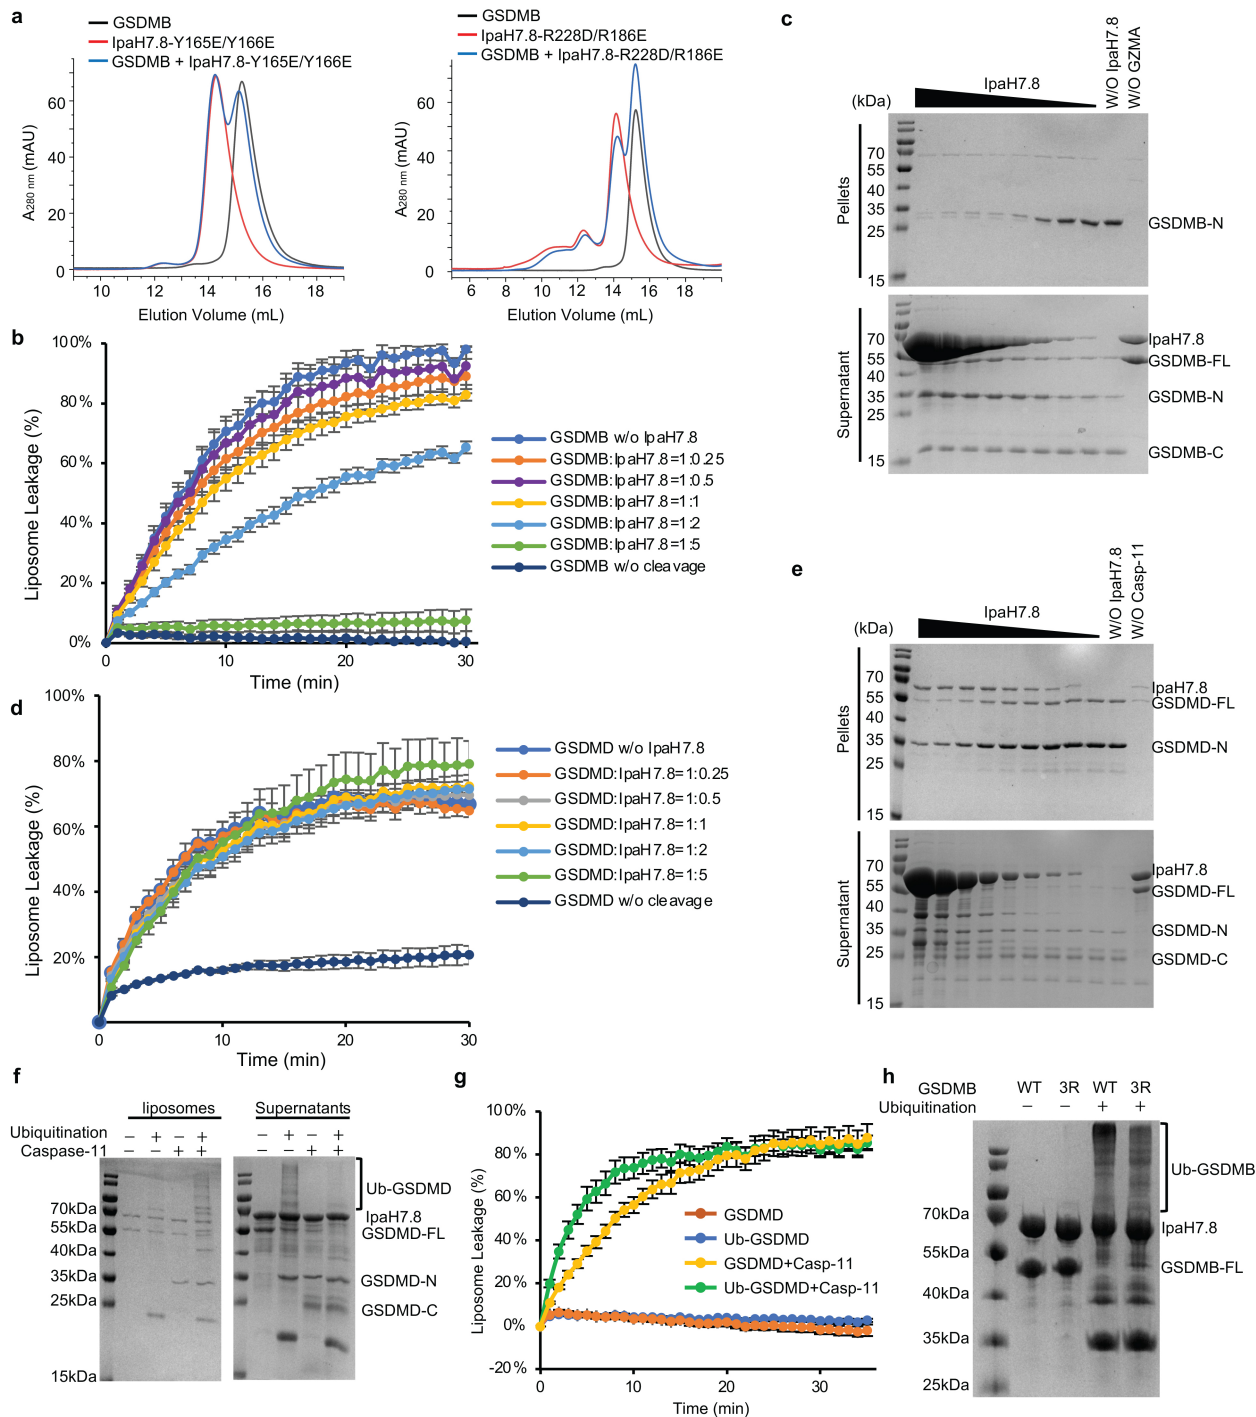 a
GSDMB
IpaH7.8-Y165E/Y166E
GSDMB + IpaH7.8-Y165E/Y166E
A280 nm (mAU)
60
40
20
0
10 12 14 16 18
Elution Volume (mL)
GSDMB
IpaH7.8-R228D/R186E
GSDMB + IpaH7.8-R228D/R186E
A280 nm (mAU)
60
40
20
0
6 8 10 12 14 16 18
Elution Volume (mL)
b
Liposome Leakage (%)
100%
80%
60%
40%
20%
0%
0 10 20 30
Time (min)
GSDMB w/o IpaH7.8
GSDMB:IpaH7.8=1:0.25
GSDMB:IpaH7.8=1:0.5
GSDMB:IpaH7.8=1:1
GSDMB:IpaH7.8=1:2
GSDMB:IpaH7.8=1:5
GSDMB w/o cleavage
c
IpaH7.8
W/O IpaH7.8
W/O GZMA
(kDa)
Pellets
70
55
40
35
25
15
GSDMB-N
Supernatant
70
55
40
35
25
15
IpaH7.8
GSDMB-FL
GSDMB-N
GSDMB-C
d
Liposome Leakage (%)
100%
80%
60%
40%
20%
0 10 20 30
Time (min)
GSDMD w/o IpaH7.8
GSDMD:IpaH7.8=1:0.25
GSDMD:IpaH7.8=1:0.5
GSDMD:IpaH7.8=1:1
GSDMD:IpaH7.8=1:2
GSDMD:IpaH7.8=1:5
GSDMD w/o cleavage
e
IpaH7.8
W/O IpaH7.8
W/O Casp-11
(kDa)
Pellets
70
55
40
35
25
15
IpaH7.8
GSDMD-FL
GSDMD-N
Supernatant
70
55
40
35
25
15
IpaH7.8
GSDMD-FL
GSDMD-N
GSDMD-C
f
liposomes Supernatants
Ubiquitination – + – + – + – +
Caspase-11 – – + + – – + +
70kDa
55kDa
40kDa
35kDa
25kDa
15kDa
Ub-GSDMD
IpaH7.8
GSDMD-FL
GSDMD-N
GSDMD-C
g
Liposome Leakage (%)
100%
80%
60%
40%
20%
0%
-20%
0 10 20 30
Time (min)
GSDMD
Ub-GSDMD
GSDMD+Casp-11
Ub-GSDMD+Casp-11
h
GSDMB WT 3R WT 3R
Ubiquitination – – + +
70kDa
55kDa
40kDa
35kDa
25kDa
Ub-GSDMB
IpaH7.8
GSDMB-FL